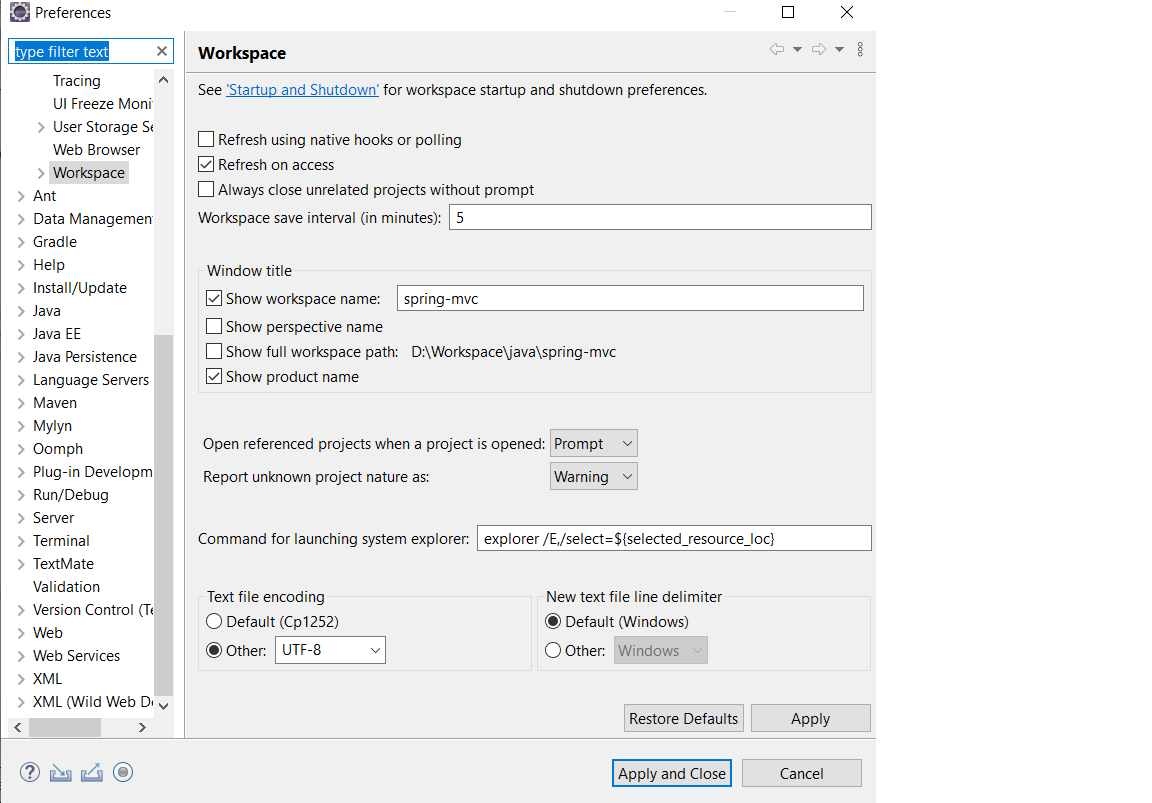 Preferences
type filter text
Tracing
UI Freeze Moni
User Storage Se
Web Browser
Workspace
Ant
Data Managemen
Gradle
Help
Install/Update
Java
Java EE
Java Persistence
Language Servers
Maven
Mylyn
Oomph
Plug-in Developm
Run/Debug
Server
Terminal
TextMate
Validation
Version Control (Te
Web
Web Services
XML
XML (Wild Web De
Workspace
See 'Startup and Shutdown' for workspace startup and shutdown preferences.
Refresh using native hooks or polling
Refresh on access
Always close unrelated projects without prompt
Workspace save interval (in minutes): 5
Window title
Show workspace name: spring-mvc
Show perspective name
Show full workspace path: D:\Workspace\java\spring-mvc
Show product name
Open referenced projects when a project is opened: Prompt
Report unknown project nature as: Warning
Command for launching system explorer: explorer /E,/select=${selected_resource_loc}
Text file encoding
Default (Cp1252)
Other: UTF-8
New text file line delimiter
Default (Windows)
Other: Windows
Restore Defaults
Apply
?
Apply and Close
Cancel